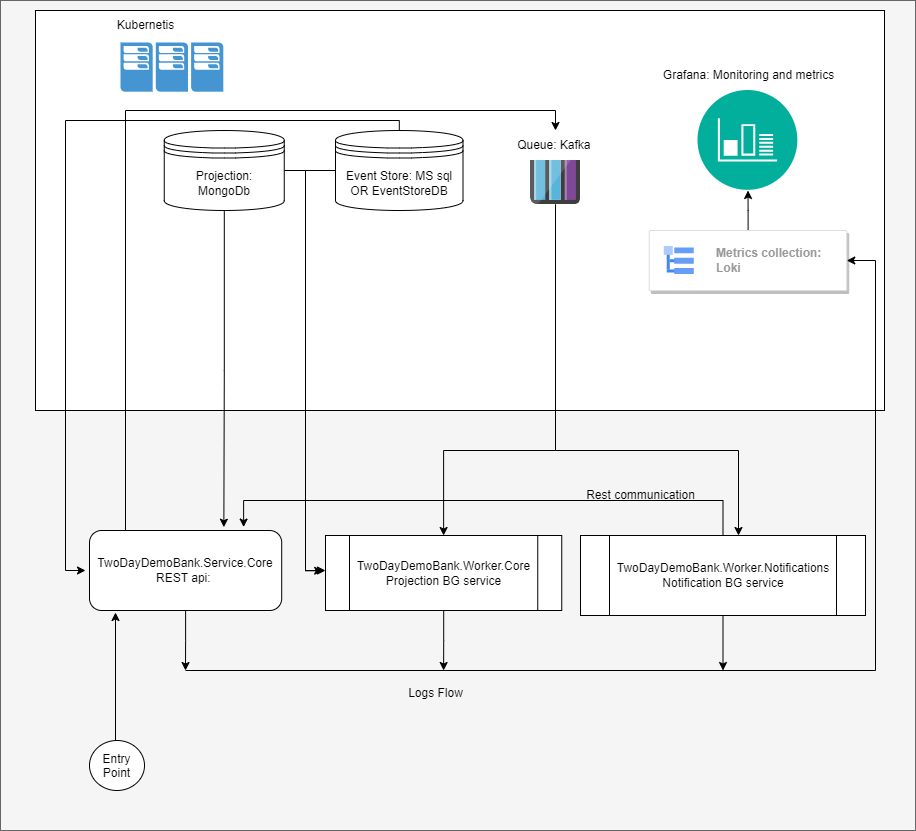 Kubernetis
Grafana: Monitoring and metrics
Queue: Kafka
Projection:
MongoDb
Event Store: MS sql
OR EventStoreDB
Metrics collection:
Loki
Rest communication
TwoDayDemoBank.Service.Core
REST api:
TwoDayDemoBank.Worker.Core
Projection BG service
TwoDayDemoBank.Worker.Notifications
Notification BG service
Logs Flow
Entry
Point